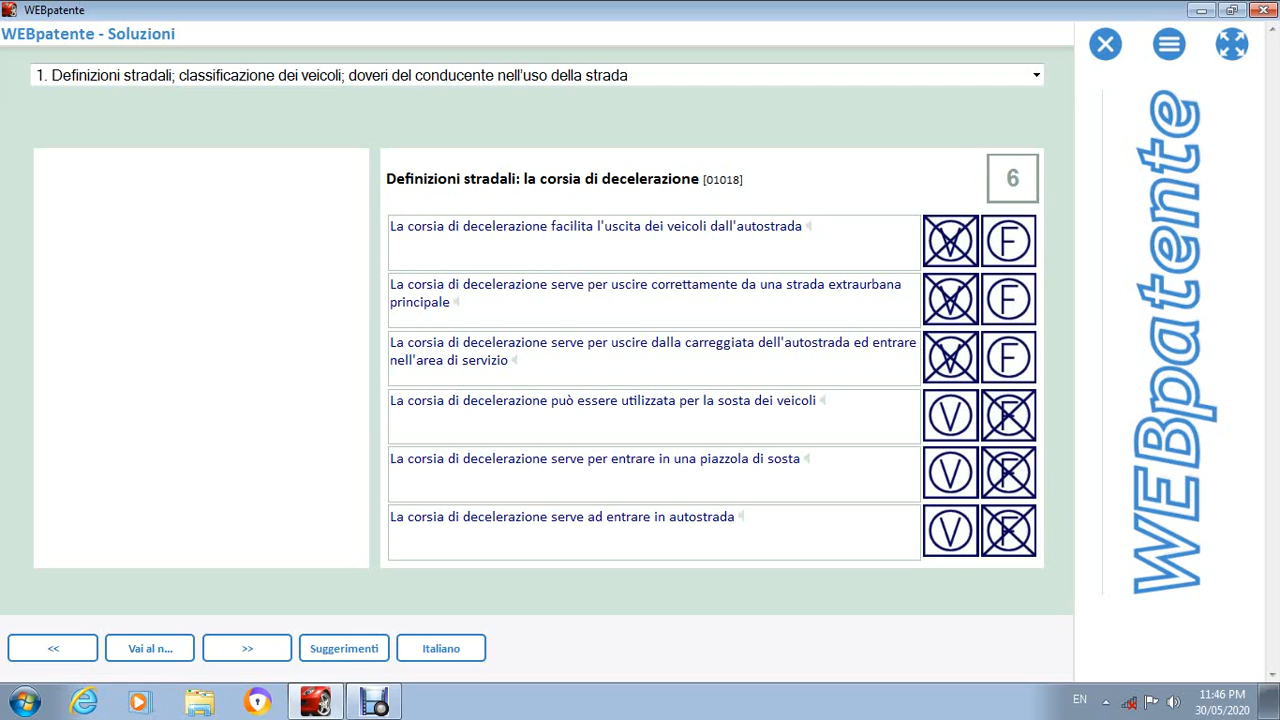 WEBpatente
WEBpatente - Soluzioni
1. Definizioni stradali; classificazione dei veicoli; doveri del conducente nell'uso della strada
Definizioni stradali: la corsia di decelerazione [01018]
6
La corsia di decelerazione facilita l'uscita dei veicoli dall'autostrada
V F
La corsia di decelerazione serve per uscire correttamente da una strada extraurbana
principale
V F
La corsia di decelerazione serve per uscire dalla carreggiata dell'autostrada ed entrare
nell'area di servizio
V F
La corsia di decelerazione può essere utilizzata per la sosta dei veicoli
V F
La corsia di decelerazione serve per entrare in una piazzola di sosta
V F
La corsia di decelerazione serve ad entrare in autostrada
V F
WEBpatente
<< Vai al n... >> Suggerimenti Italiano
EN
11:46 PM
30/05/2020